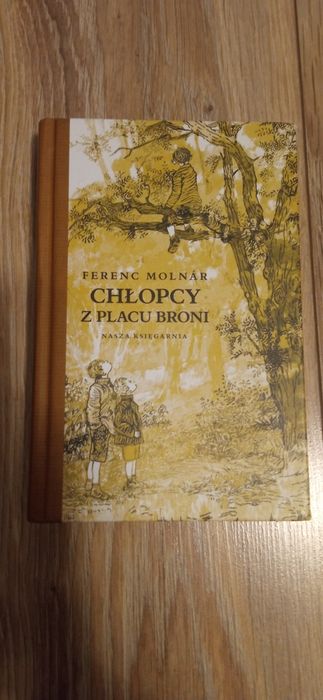 FERENC MOLNÁR
CHŁOPCY
Z PLACU BRONI
NASZA KSIĘGARNIA